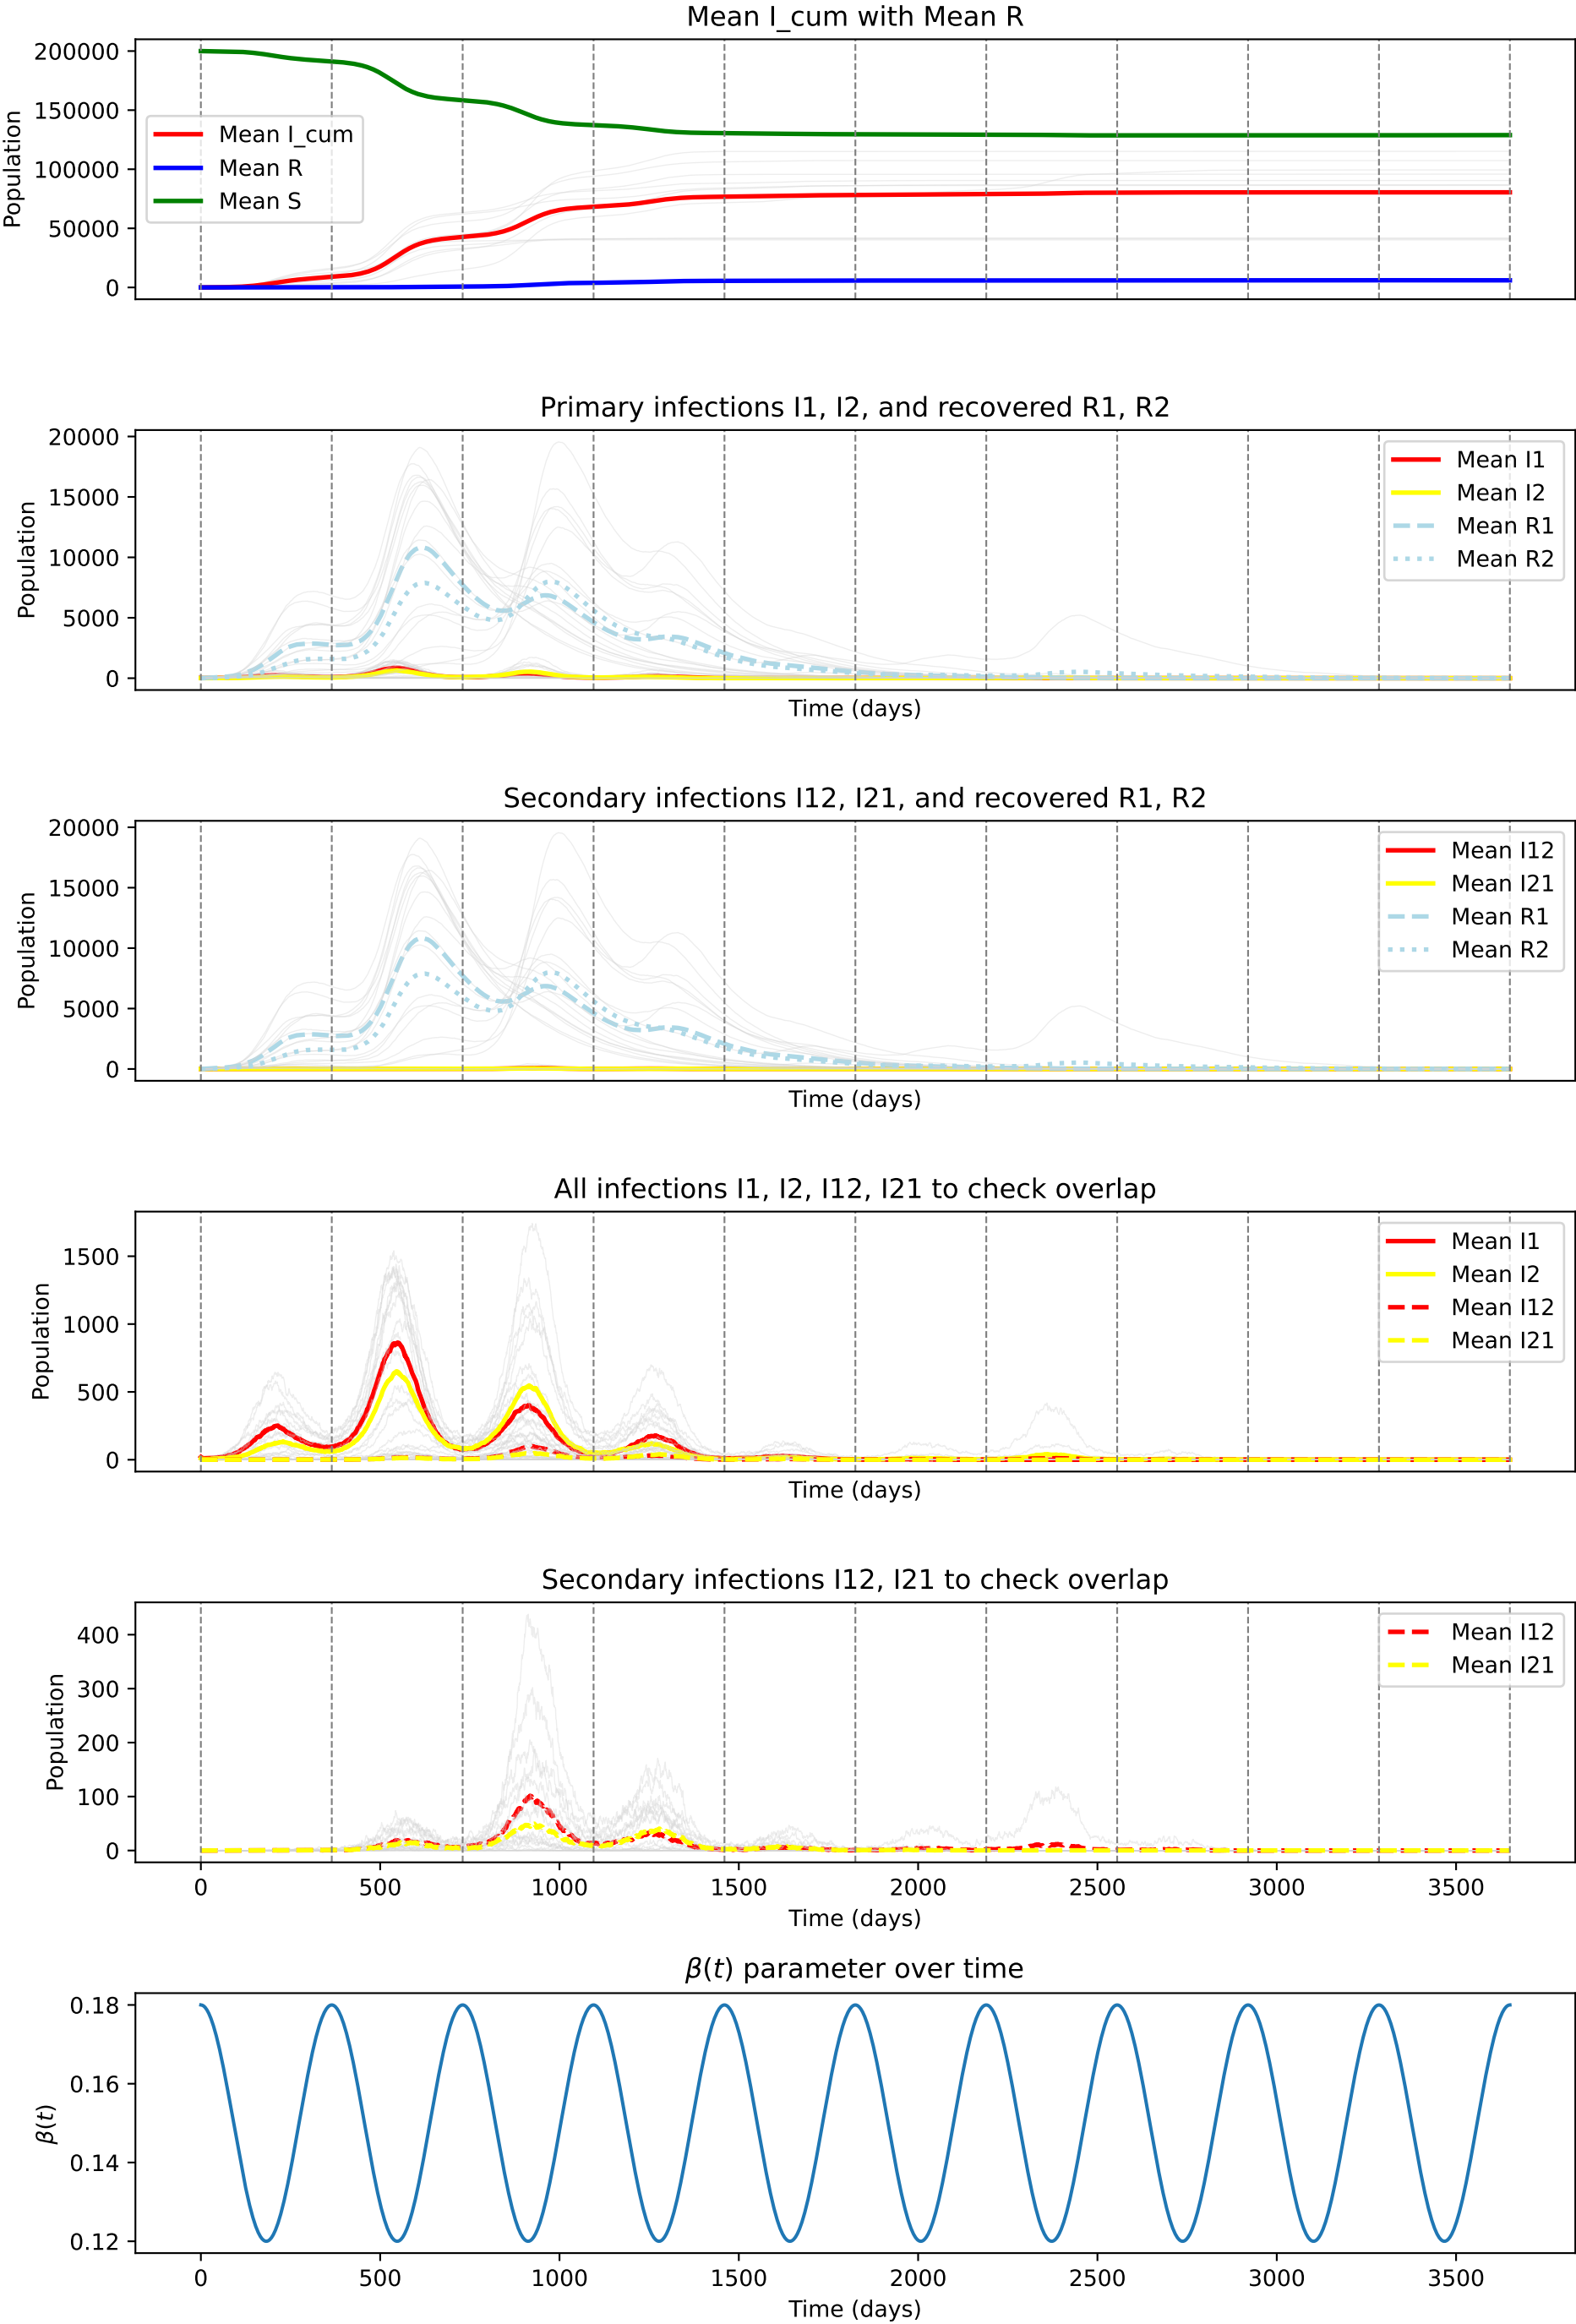 Mean I_cum with Mean R
200000
150000
100000
50000
0
Population
Mean I_cum
Mean R
Mean S
Primary infections I1, I2, and recovered R1, R2
20000
15000
10000
5000
0
Population
Mean I1
Mean I2
Mean R1
Mean R2
Time (days)
Secondary infections I12, I21, and recovered R1, R2
20000
15000
10000
5000
0
Population
Mean I12
Mean I21
Mean R1
Mean R2
Time (days)
All infections I1, I2, I12, I21 to check overlap
1500
1000
500
0
Population
Mean I1
Mean I2
Mean I12
Mean I21
Time (days)
Secondary infections I12, I21 to check overlap
400
300
200
100
0
Population
Mean I12
Mean I21
0 500 1000 1500 2000 2500 3000 3500
Time (days)
β(t) parameter over time
0.18
0.16
0.14
0.12
β(t)
0 500 1000 1500 2000 2500 3000 3500
Time (days)